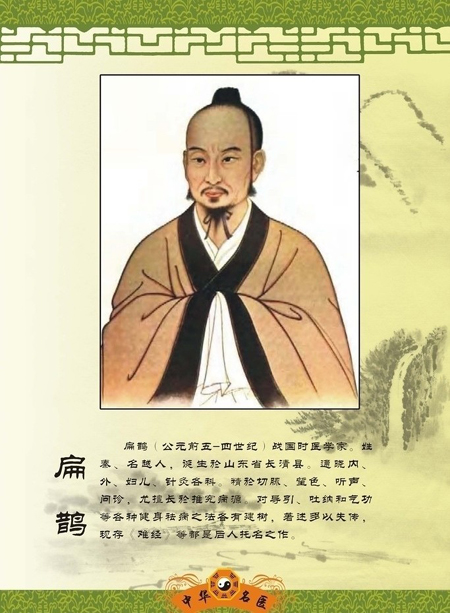 扁鹊
扁鹊（公元前五-四世纪）战国时医学家。姓
秦、名越人，诞生於山东省长清县。通晓内、
外、妇儿、针灸各科。精於切脉、望色、听声、
问诊，尤擅长於推究病源。对导引、吐纳和气功
等各种健身祛病之法各有建树，著述多以失传，
现存《难经》等都是后人托名之作。
中华名医